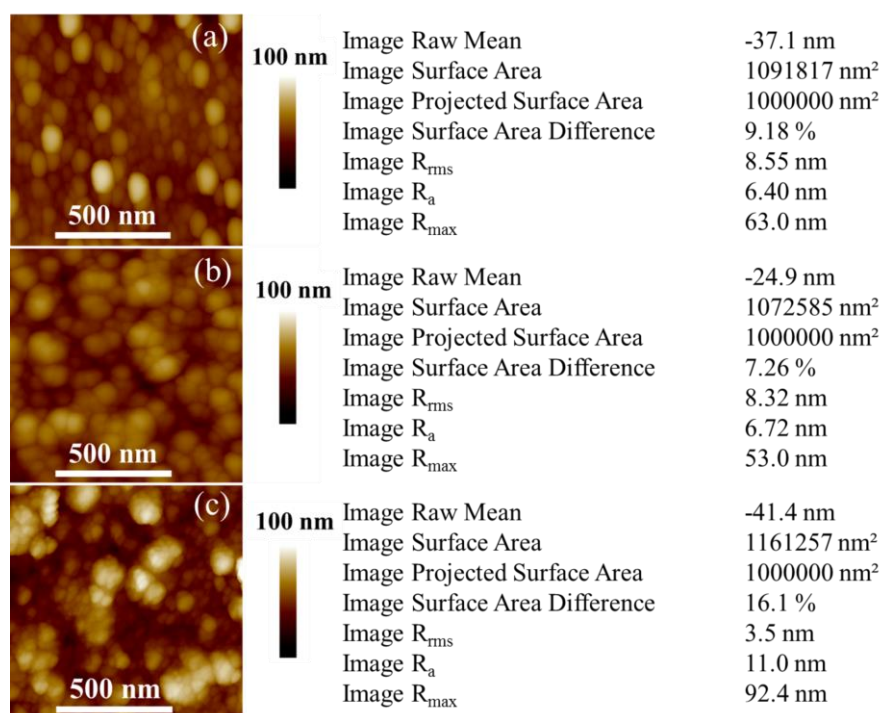 (a)
100 nm
500 nm
Image Raw Mean -37.1 nm
Image Surface Area 1091817 nm²
Image Projected Surface Area 1000000 nm²
Image Surface Area Difference 9.18 %
Image Rrms 8.55 nm
Image Ra 6.40 nm
Image Rmax 63.0 nm
(b)
100 nm
500 nm
Image Raw Mean -24.9 nm
Image Surface Area 1072585 nm²
Image Projected Surface Area 1000000 nm²
Image Surface Area Difference 7.26 %
Image Rrms 8.32 nm
Image Ra 6.72 nm
Image Rmax 53.0 nm
(c)
100 nm
500 nm
Image Raw Mean -41.4 nm
Image Surface Area 1161257 nm²
Image Projected Surface Area 1000000 nm²
Image Surface Area Difference 16.1 %
Image Rrms 3.5 nm
Image Ra 11.0 nm
Image Rmax 92.4 nm